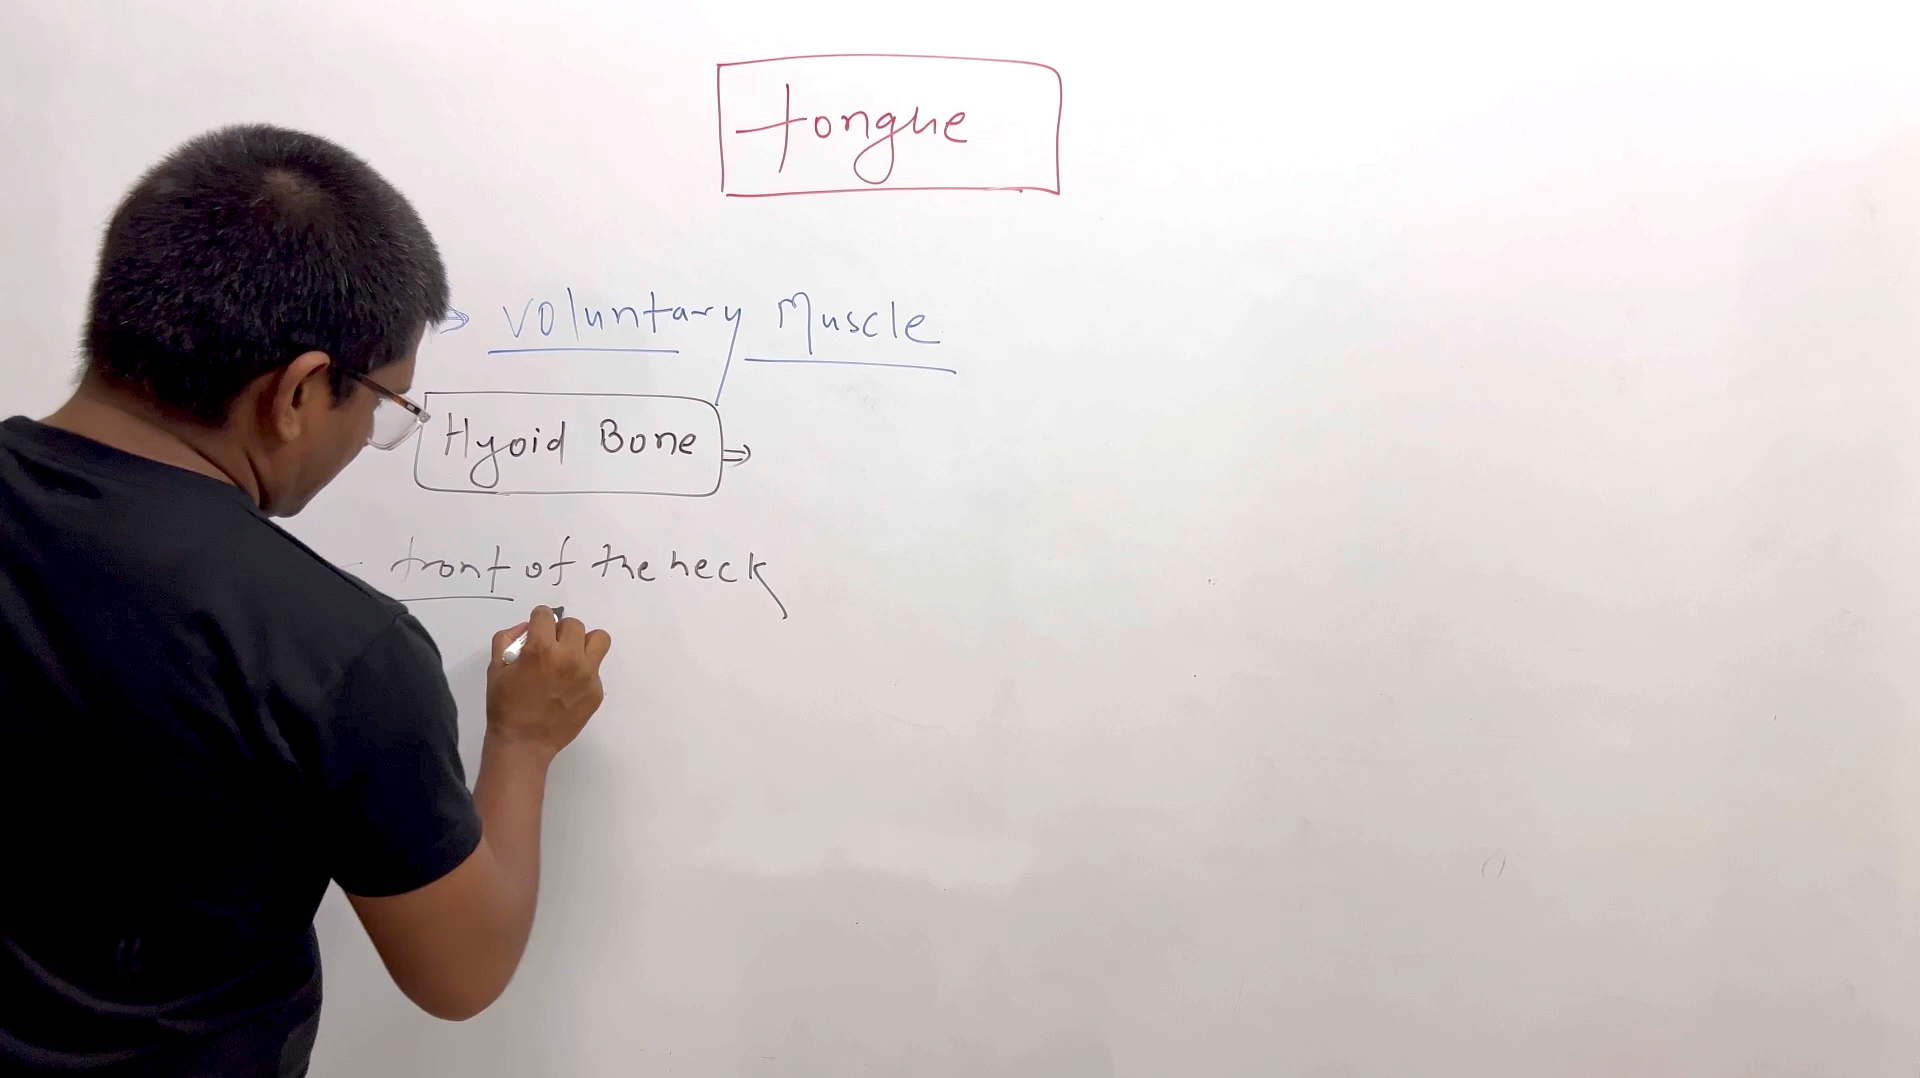 tongue
⇒ voluntary Muscle
Hyoid Bone ⇒
- front of the neck